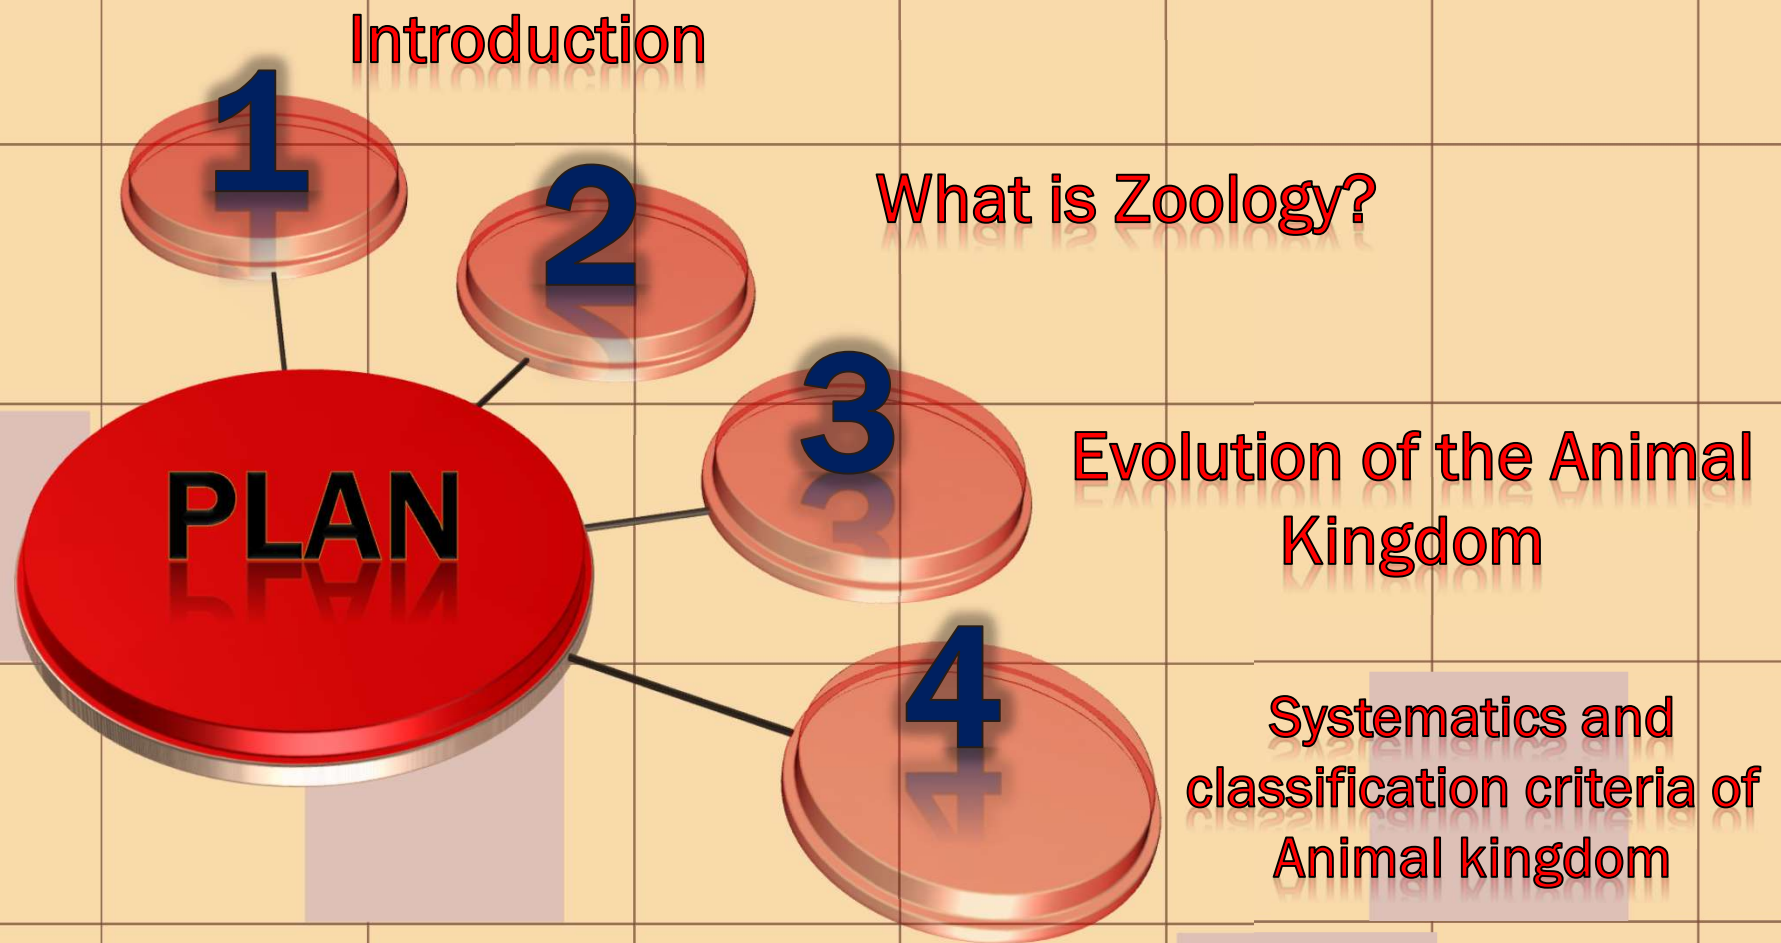 Introduction
1
2
What is Zoology?
3
Evolution of the Animal
Kingdom
PLAN
4
Systematics and
classification criteria of
Animal kingdom